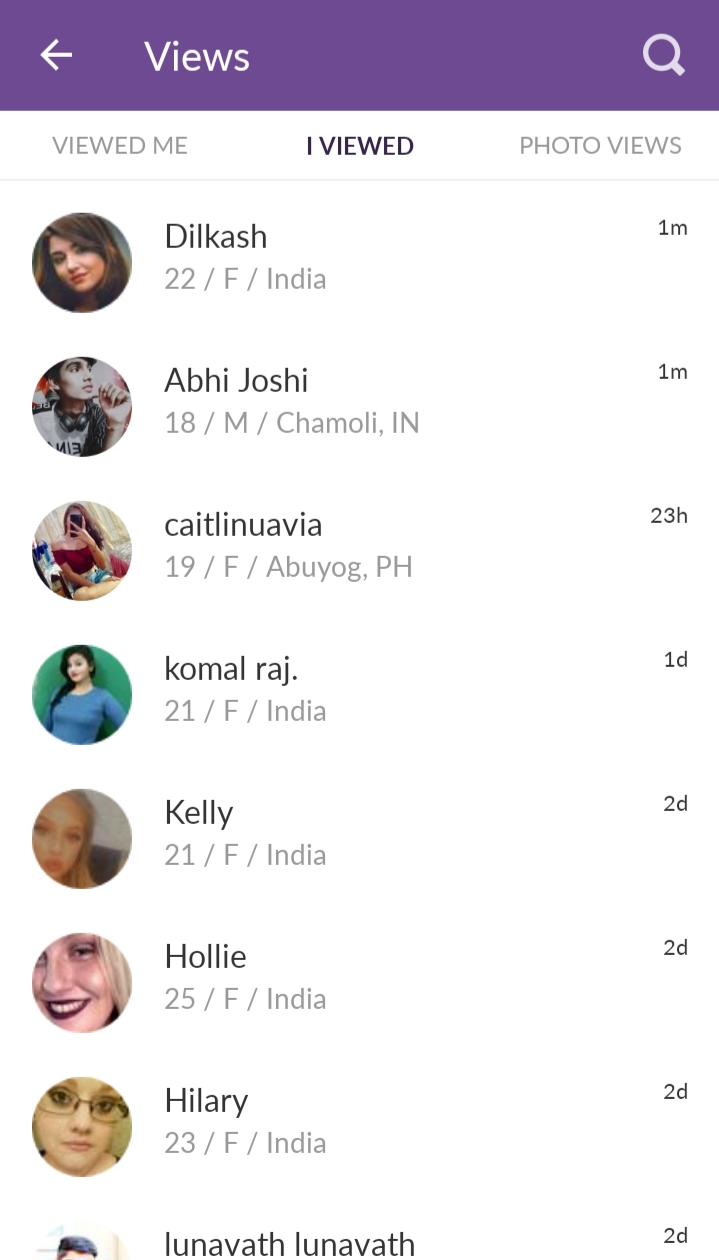 Views
VIEWED ME
I VIEWED
PHOTO VIEWS
Dilkash
1m
22 / F / India
Abhi Joshi
1m
18 / M / Chamoli, IN
caitlinuavia
23h
19 / F / Abuyog, PH
komal raj.
1d
21 / F / India
Kelly
2d
21 / F / India
Hollie
2d
25 / F / India
Hilary
2d
23 / F / India
lunavath lunavath
2d